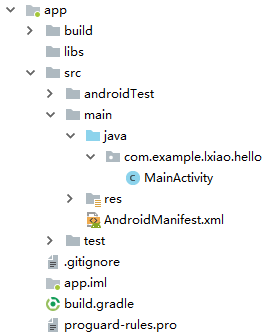 app
build
libs
src
androidTest
main
java
com.example.lxiao.hello
MainActivity
res
AndroidManifest.xml
test
.gitignore
app.iml
build.gradle
proguard-rules.pro